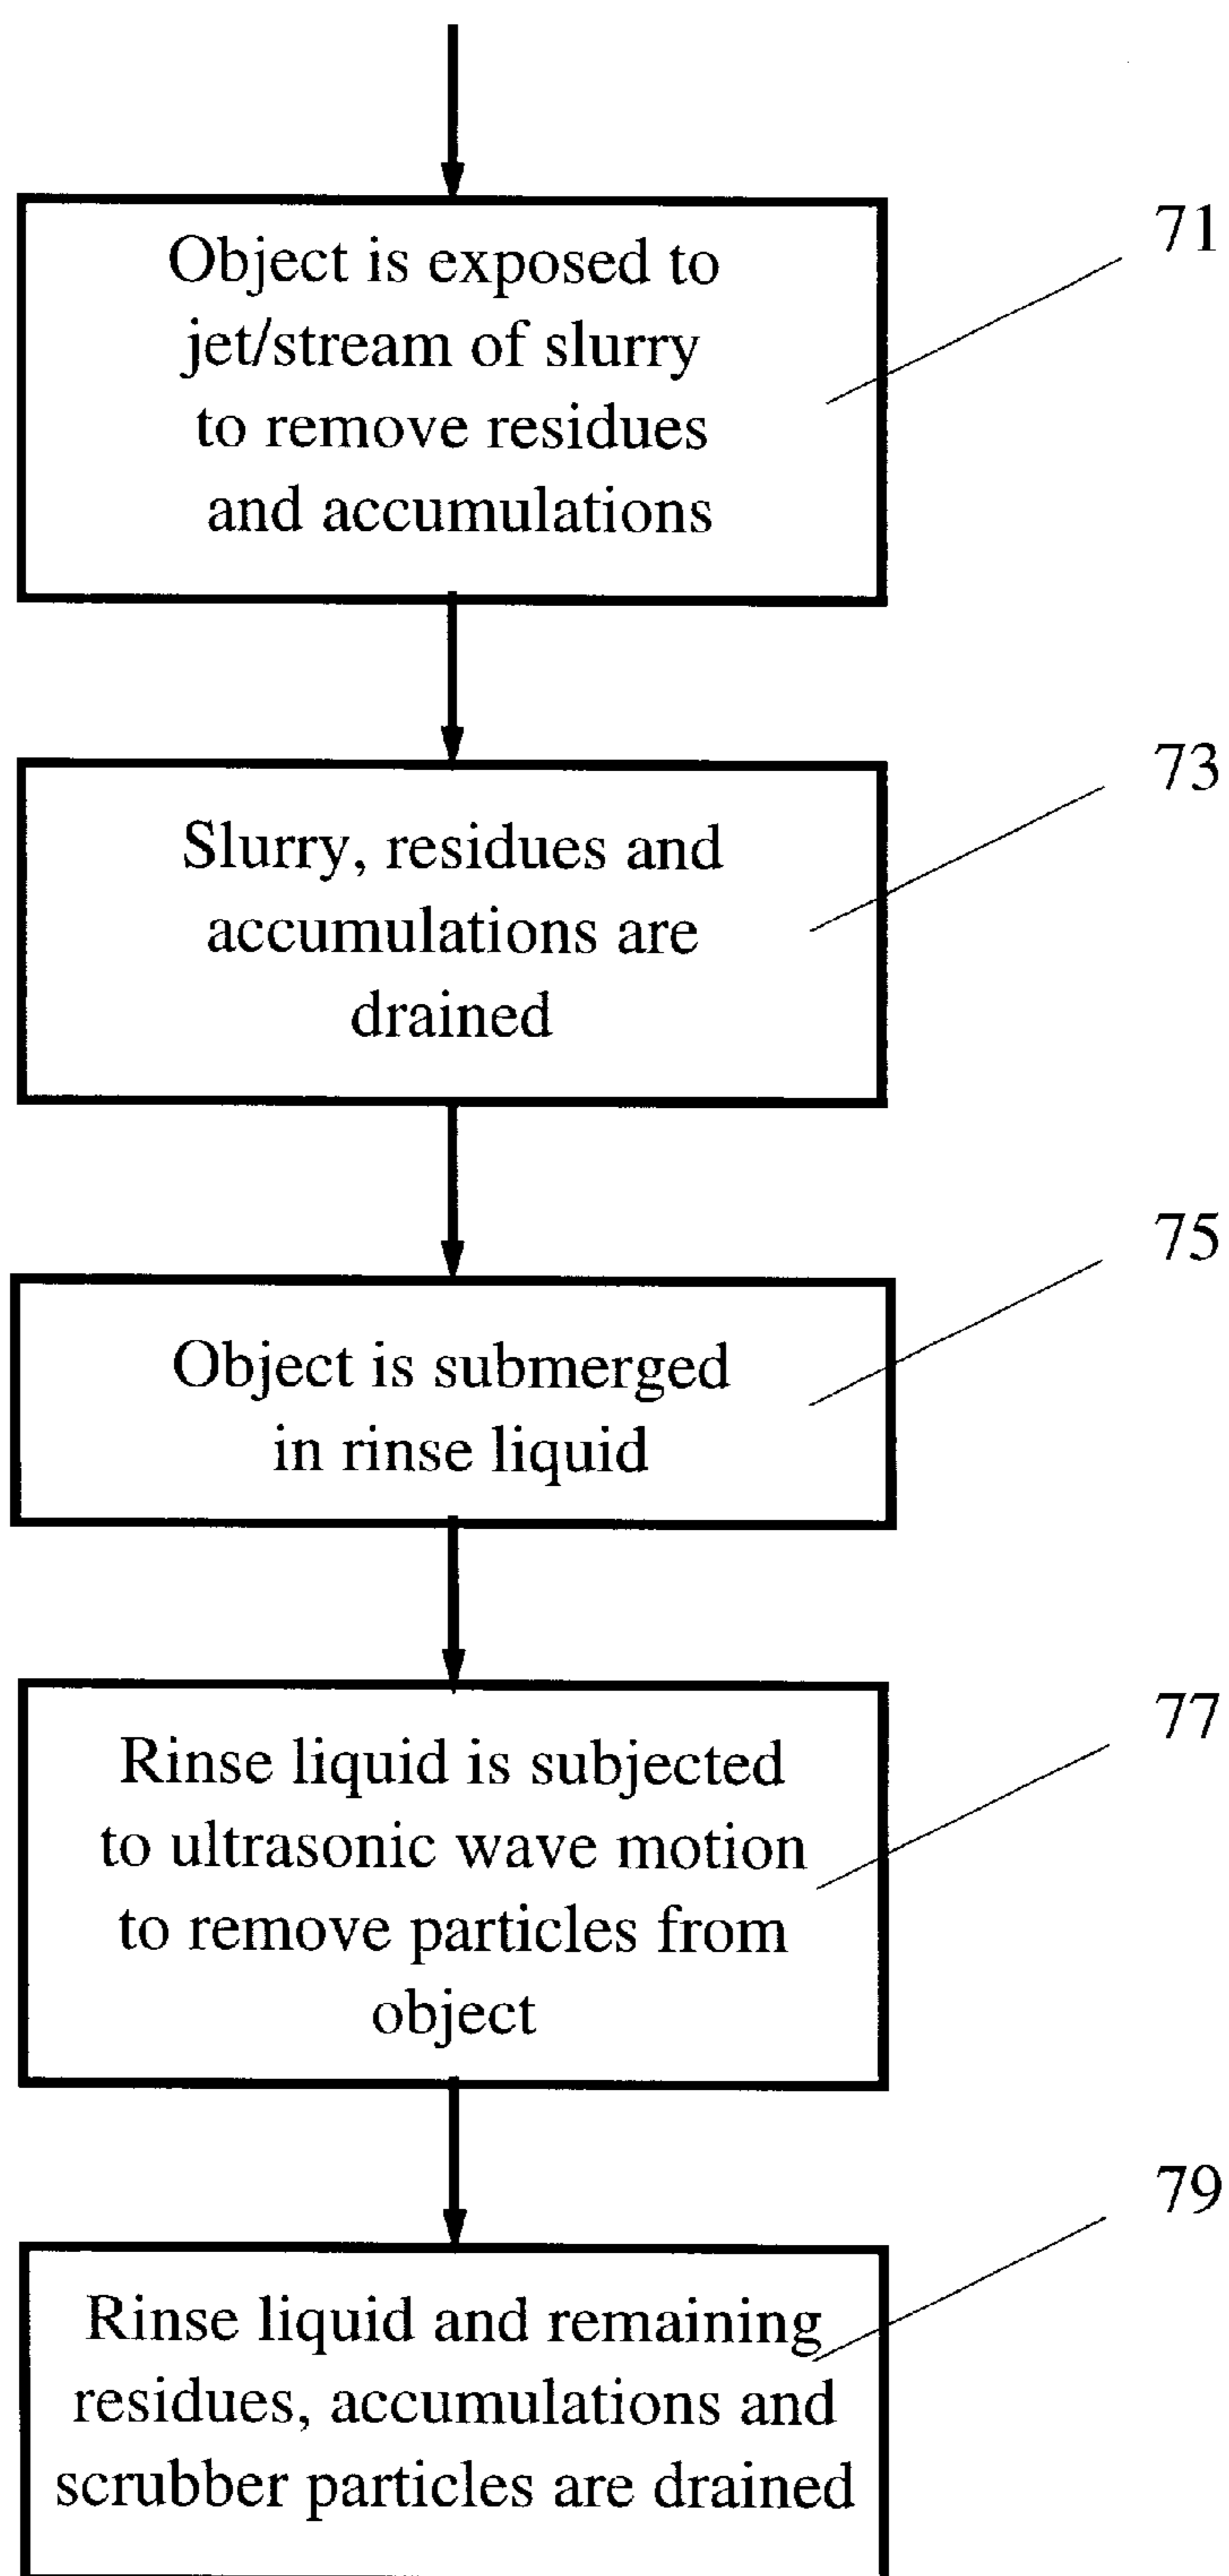 71
Object is exposed to
jet/stream of slurry
to remove residues
and accumulations
73
Slurry, residues and
accumulations are
drained
75
Object is submerged
in rinse liquid
77
Rinse liquid is subjected
to ultrasonic wave motion
to remove particles from
object
79
Rinse liquid and remaining
residues, accumulations and
scrubber particles are drained